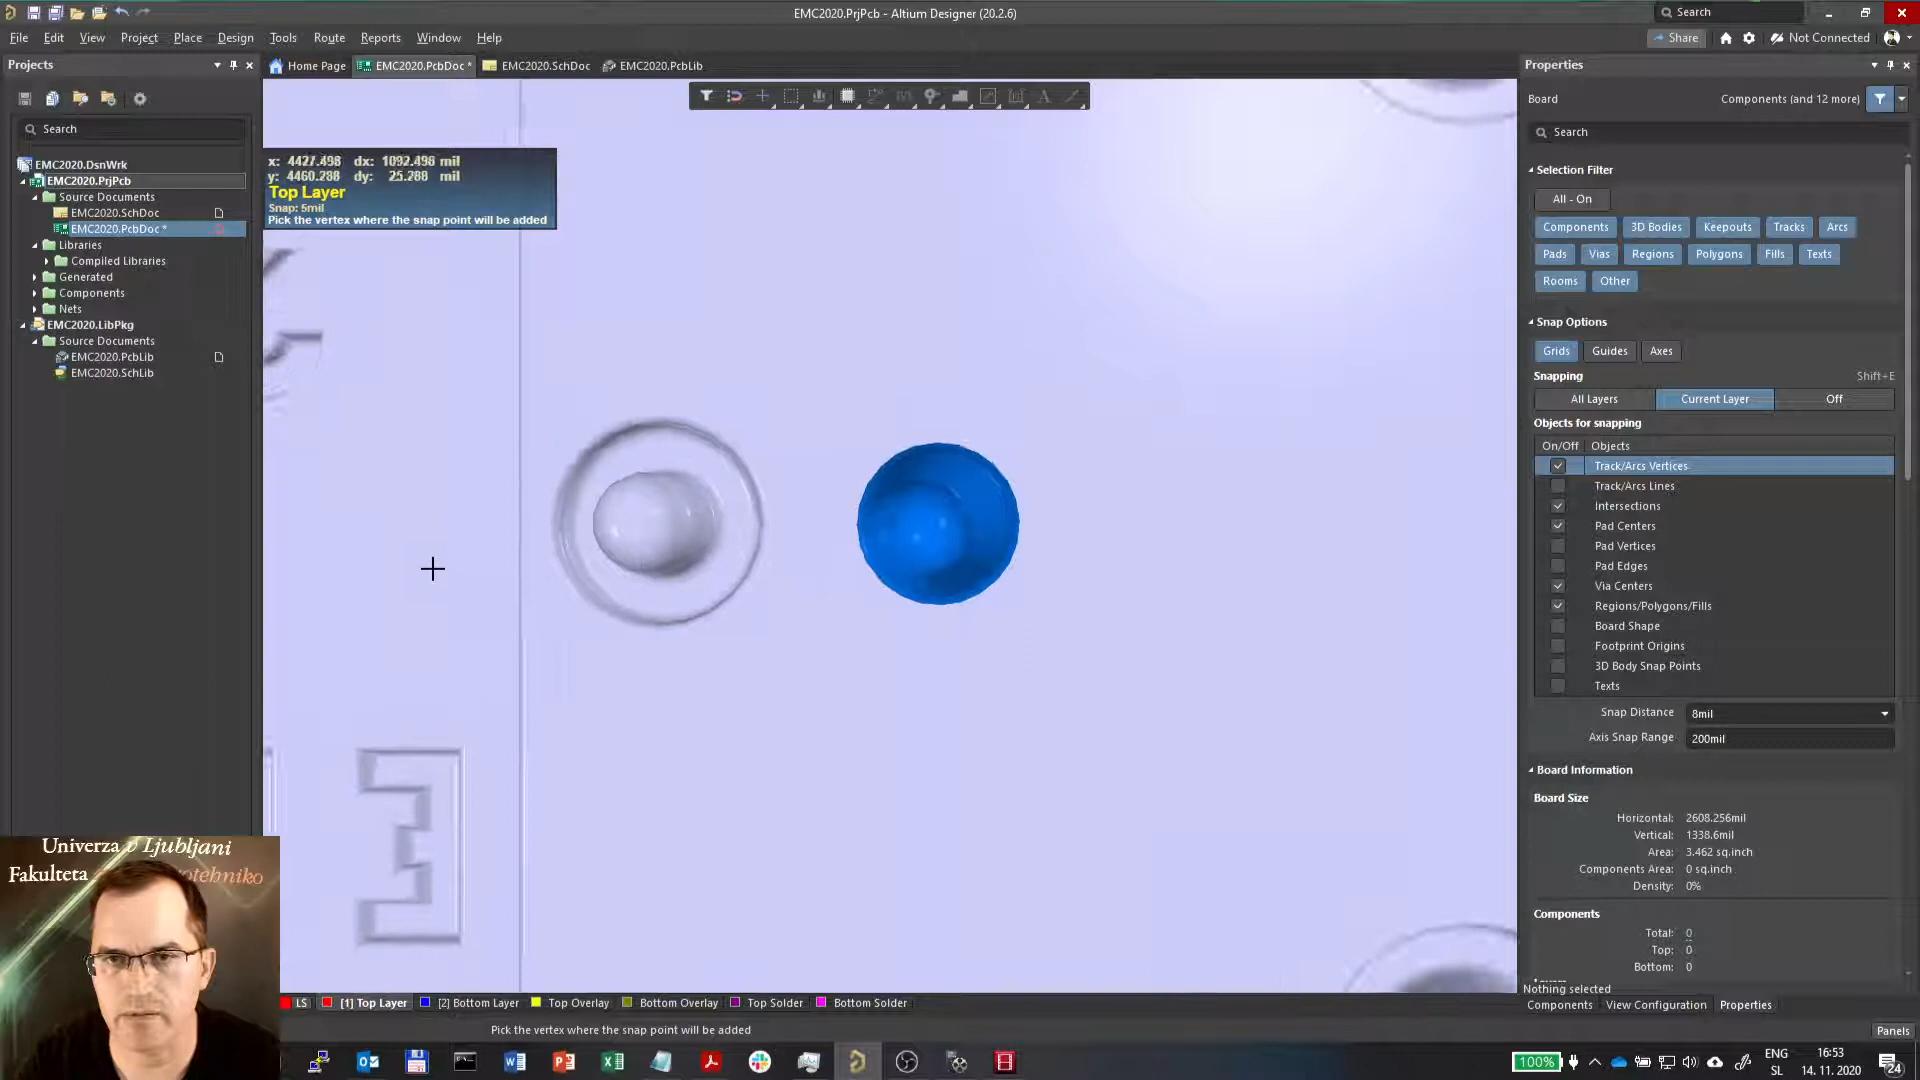 EMC2020.PrjPcb - Altium Designer (20.2.6)
Search
File Edit View Project Place Design Tools Route Reports Window Help
Share Not Connected
Projects
Home Page EMC2020.PcbDoc * EMC2020.SchDoc EMC2020.PcbLib
Search
EMC2020.DsnWrk
EMC2020.PrjPcb
Source Documents
EMC2020.SchDoc
EMC2020.PcbDoc *
Libraries
Compiled Libraries
Generated
Components
Nets
EMC2020.LibPkg
Source Documents
EMC2020.PcbLib
EMC2020.SchLib
x: 4427.498 dx: 1092.498 mil
y: 4460.288 dy: 25.288 mil
Top Layer
Snap: 5mil
Pick the vertex where the snap point will be added
Properties
Board Components (and 12 more)
Search
Selection Filter
All - On
Components 3D Bodies Keepouts Tracks Arcs
Pads Vias Regions Polygons Fills Texts
Rooms Other
Snap Options
Grids Guides Axes
Snapping Shift+E
All Layers Current Layer Off
Objects for snapping
On/Off Objects
Track/Arcs Vertices
Track/Arcs Lines
Intersections
Pad Centers
Pad Vertices
Pad Edges
Via Centers
Regions/Polygons/Fills
Board Shape
Footprint Origins
3D Body Snap Points
Texts
Snap Distance 8mil
Axis Snap Range 200mil
Board Information
Board Size
Horizontal: 2608.256mil
Vertical: 1338.6mil
Area: 3.462 sq.inch
Components Area: 0 sq.inch
Density: 0%
Components
Total: 0
Top: 0
Bottom: 0
Nothing selected
Components View Configuration Properties
Panels
Univerza v Ljubljani
Fakulteta
LS [1] Top Layer [2] Bottom Layer Top Overlay Bottom Overlay Top Solder Bottom Solder
Pick the vertex where the snap point will be added
100% ENG 16:53
SL 14. 11. 2020 24